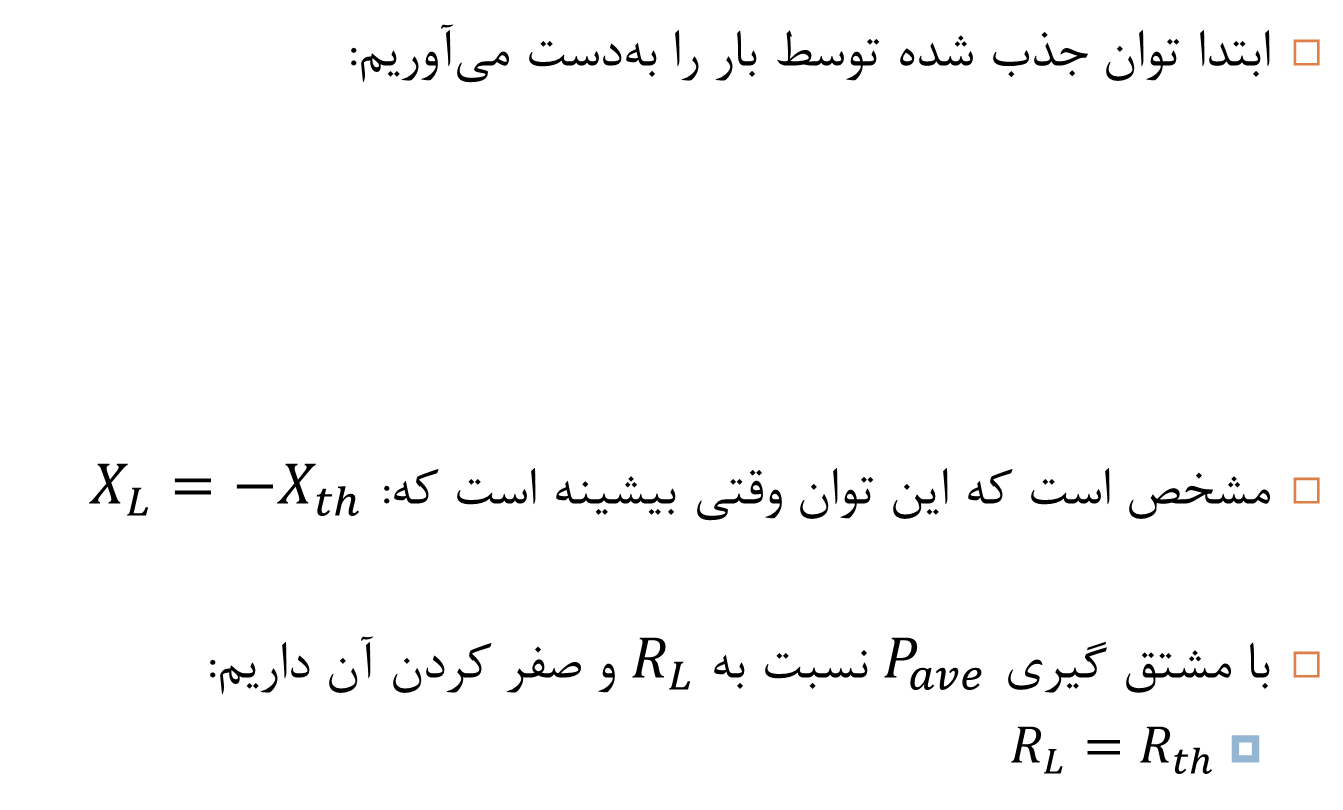 ابتدا توان جذب شده توسط بار را به‌دست می‌آوریم:
مشخص است که این توان وقتی بیشینه است که: $X_L = -X_{th}$
با مشتق گیری $P_{ave}$ نسبت به $R_L$ و صفر کردن آن داریم:
$R_L = R_{th}$